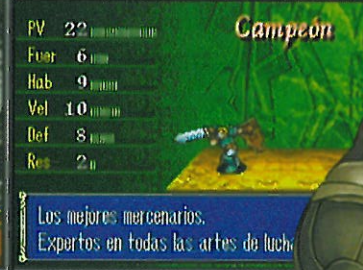 Campeón
PV 22
Fuer 6
Hab 9
Vel 10
Def 8
Res 2
Los mejores mercenarios.
Expertos en todas las artes de lucha